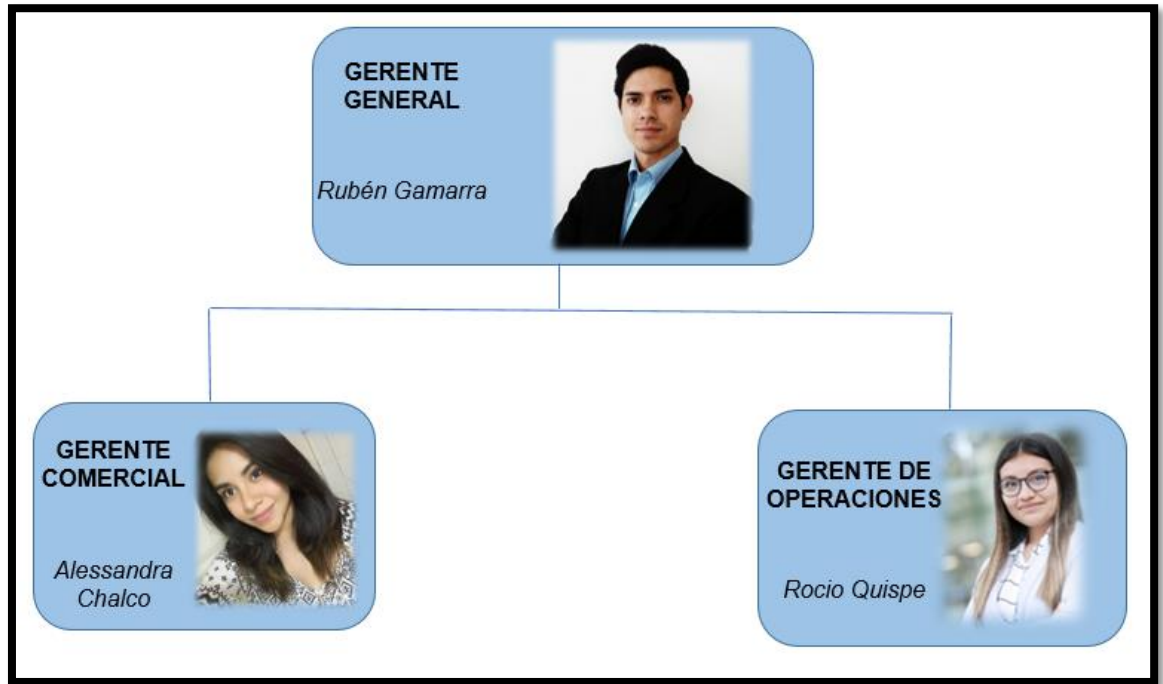 GERENTE
GENERAL
Rubén Gamarra
GERENTE
COMERCIAL
Alessandra
Chalco
GERENTE DE
OPERACIONES
Rocio Quispe